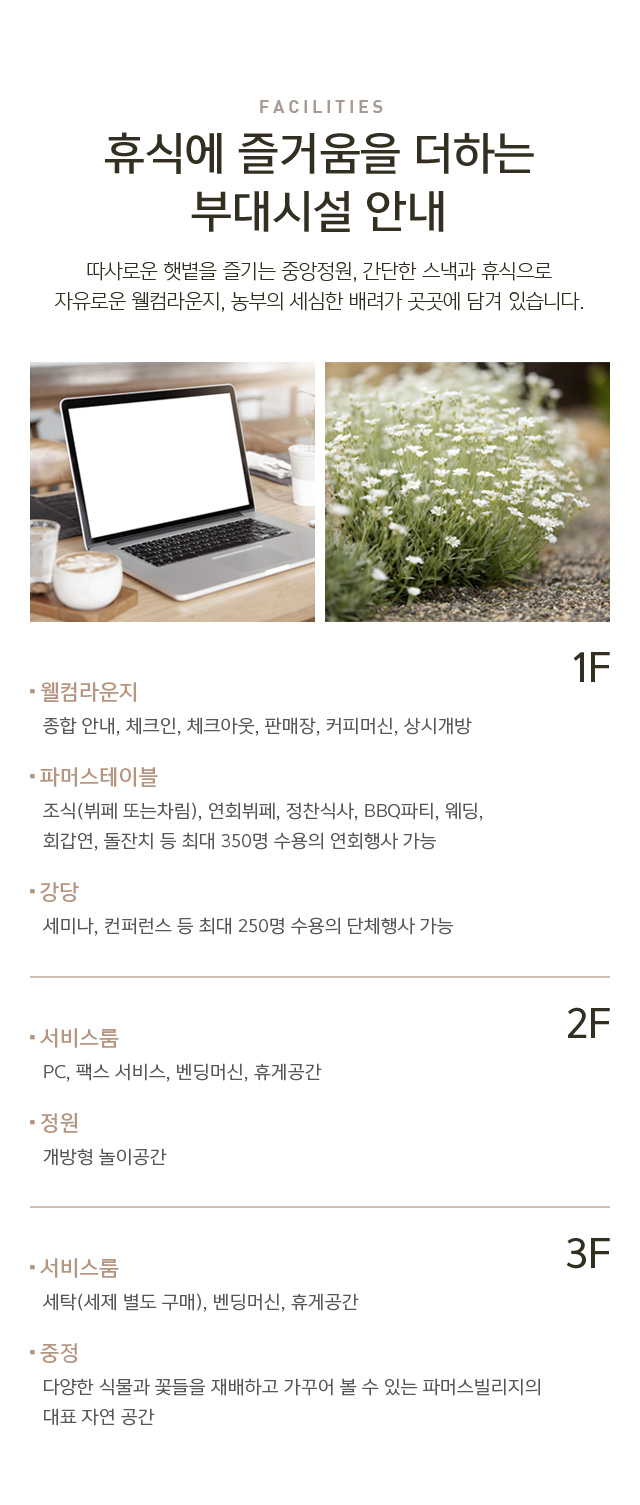 FACILITIES
휴식에 즐거움을 더하는
부대시설 안내
따사로운 햇볕을 즐기는 중앙정원, 간단한 스낵과 휴식으로
자유로운 웰컴라운지, 농부의 세심한 배려가 곳곳에 담겨 있습니다.
1F
웰컴라운지
종합 안내, 체크인, 체크아웃, 판매장, 커피머신, 상시개방
파머스테이블
조식(뷔페 또는차림), 연회뷔페, 정찬식사, BBQ파티, 웨딩,
회갑연, 돌잔치 등 최대 350명 수용의 연회행사 가능
강당
세미나, 컨퍼런스 등 최대 250명 수용의 단체행사 가능
2F
서비스룸
PC, 팩스 서비스, 벤딩머신, 휴게공간
정원
개방형 놀이공간
3F
서비스룸
세탁(세제 별도 구매), 벤딩머신, 휴게공간
중정
다양한 식물과 꽃들을 재배하고 가꾸어 볼 수 있는 파머스빌리지의
대표 자연 공간